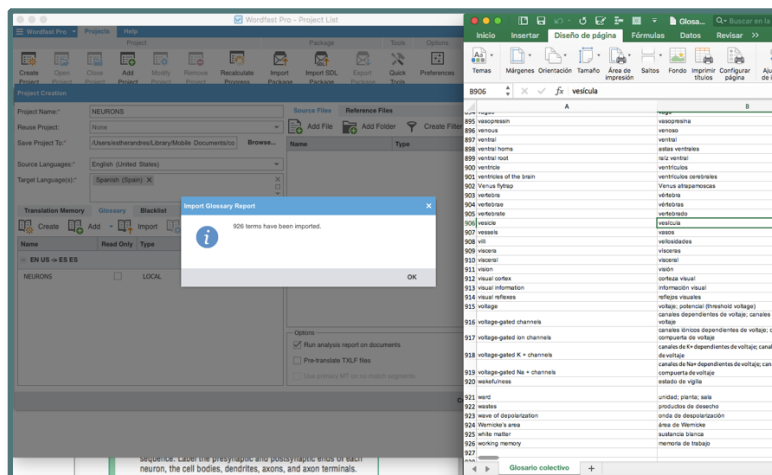 Wordfast Pro - Project List
Wordfast Pro
Projects
Help
Project
Package
Tools
Options
Create Project
Open Project
Close Project
Add Project
Modify Project
Remove Project
Recalculate Progress
Import Package
Import SDL Package
Export Package
Quick Tools
Preferences
Project Creation
Project Name:*
NEURONS
Reuse Project:
None
Save Project To:*
/Users/estherandres/Library/Mobile Documents/co
Browse...
Source Languages:*
English (United States)
Target Language(s):*
Spanish (Spain) X
Translation Memory
Glossary
Blacklist
Create
Add
Import
Name
Read Only
Type
EN US ⇨ ES ES
NEURONS
LOCAL
Source Files
Reference Files
Add File
Add Folder
Create Filter
Name
Type
Options
Run analysis report on documents
Pre-translate TXLF files
Import Glossary Report
926 terms have been imported.
OK
sequence. Label the presynaptic and postsynaptic ends of each
neuron, the cell bodies, dendrites, axons, and axon terminals.
Glosa...
Buscar en la
Inicio
Insertar
Diseño de página
Fórmulas
Datos
Revisar
Temas
Márgenes
Orientación
Tamaño
Área de impresión
Saltos
Fondo
Imprimir títulos
Configurar página
B906
fx
vesícula
A
B
895 vasopressin vasopresina
896 venous venoso
897 ventral ventral
898 ventral horns astas ventrales
899 ventral root raíz ventral
900 ventricle ventrículos
901 ventricles of the brain ventrículos cerebrales
902 Venus flytrap Venus atrapamoscas
903 vertebra vértebra
904 vertebrae vértebras
905 vertebrate vertebrado
906 vesicle vesícula
907 vessels vasos
908 villi vellosidades
909 viscera vísceras
910 visceral visceral
911 vision visión
912 visual cortex corteza visual
913 visual information información visual
914 visual reflexes reflejos visuales
915 voltage voltaje; potencial (threshold voltage)
canales dependientes de voltaje; canales
916 voltage-gated channels voltaje
canales iónicos dependientes de voltaje; c
917 voltage-gated ion channels compuerta de voltaje
canales de K+ dependientes de voltaje; canal
918 voltage-gated K + channels de voltaje
canales de Na+ dependientes de voltaje; can
919 voltage-gated Na + channels compuerta de voltaje
920 wakefulness estado de vigilia
921 ward unidad; planta; sala
922 wastes productos de desecho
923 wave of depolarization onda de despolarización
924 Wernicke's area área de Wernicke
925 white matter sustancia blanca
926 working memory memoria de trabajo
927
Glosario colectivo
+